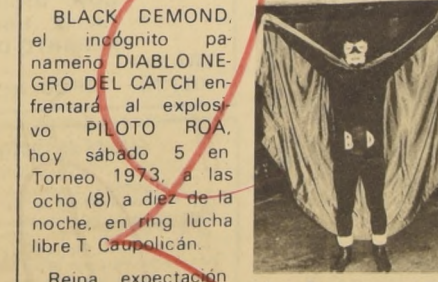 BLACK DEMOND,
el incógnito pa-
nameño DIABLO NE-
GRO DEL CATCH en-
frentará al explosi-
vo PILOTO ROA,
hoy sábado 5 en
Torneo 1973, a las
ocho (8) a diez de la
noche, en ring lucha
libre T. Caupolicán.
Reina expectación
B D